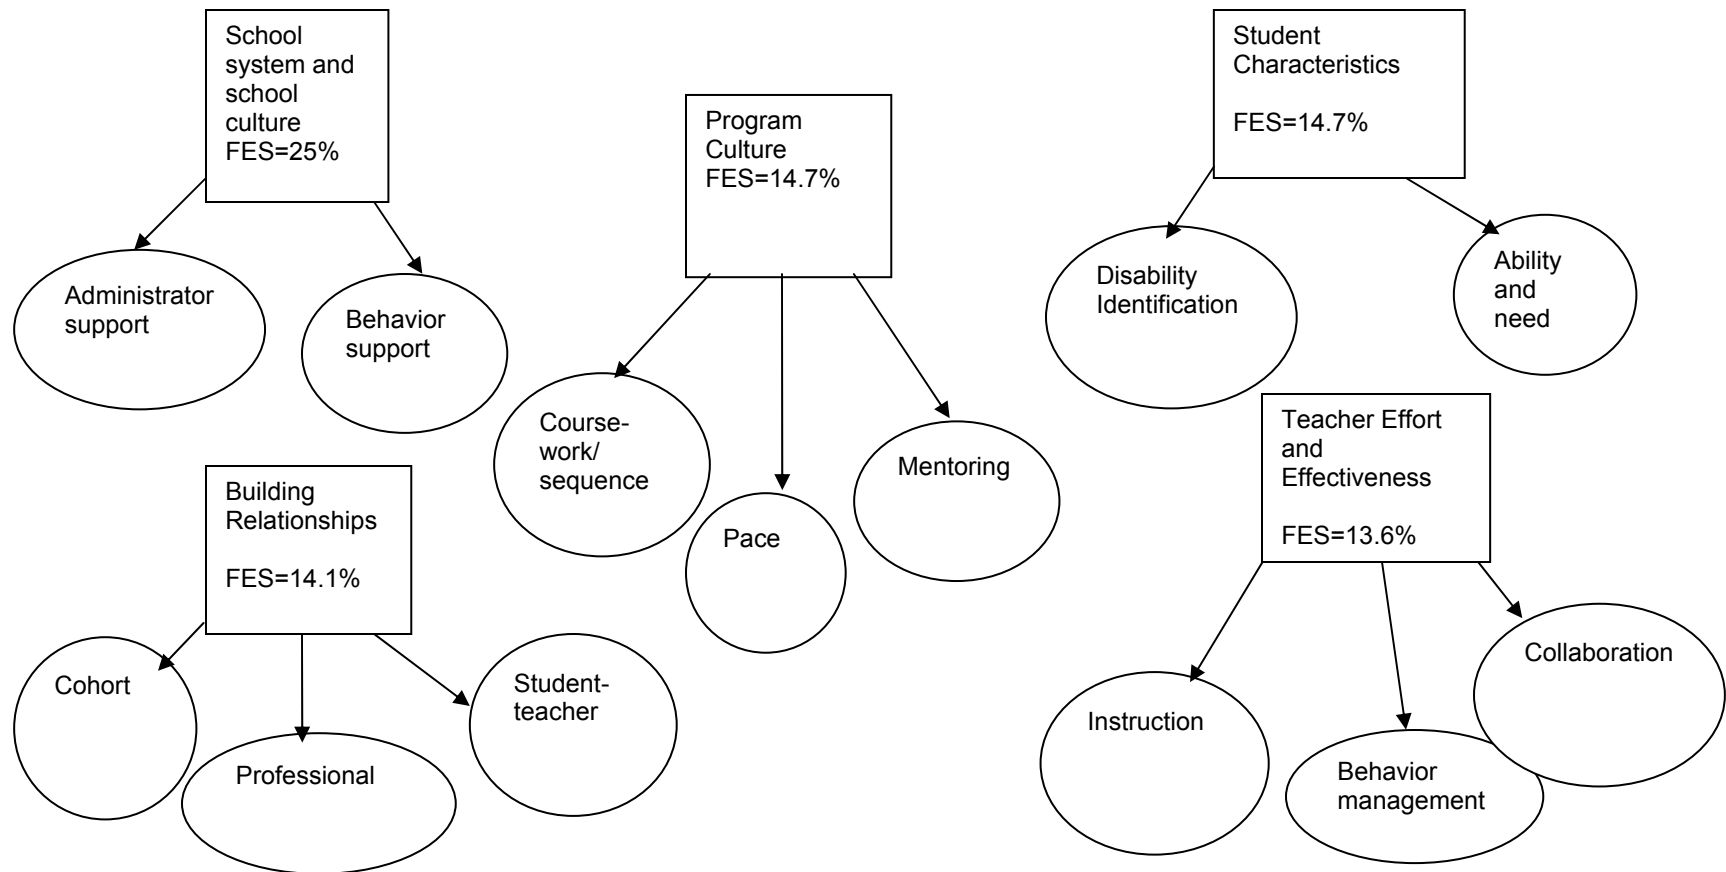 School
system and
school
culture
FES=25%
Administrator
support
Behavior
support
Program
Culture
FES=14.7%
Course-
work/
sequence
Pace
Mentoring
Student
Characteristics
FES=14.7%
Disability
Identification
Ability
and
need
Building
Relationships
FES=14.1%
Cohort
Professional
Student-
teacher
Teacher Effort
and
Effectiveness
FES=13.6%
Instruction
Behavior
management
Collaboration